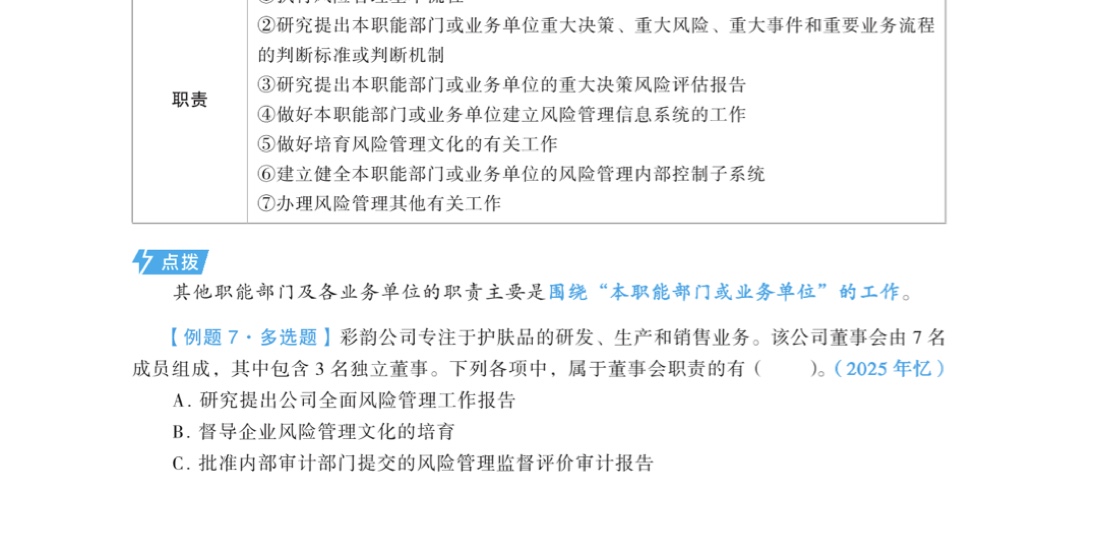 ②研究提出本职能部门或业务单位重大决策、重大风险、重大事件和重要业务流程
的判断标准或判断机制
③研究提出本职能部门或业务单位的重大决策风险评估报告
职责
④做好本职能部门或业务单位建立风险管理信息系统的工作
⑤做好培育风险管理文化的有关工作
⑥建立健全本职能部门或业务单位的风险管理内部控制子系统
⑦办理风险管理其他有关工作
点拨
其他职能部门及各业务单位的职责主要是围绕“本职能部门或业务单位”的工作。
【例题7·多选题】彩韵公司专注于护肤品的研发、生产和销售业务。该公司董事会由7名
成员组成，其中包含3名独立董事。下列各项中，属于董事会职责的有（　　）。（2025年忆）
A. 研究提出公司全面风险管理工作报告
B. 督导企业风险管理文化的培育
C. 批准内部审计部门提交的风险管理监督评价审计报告